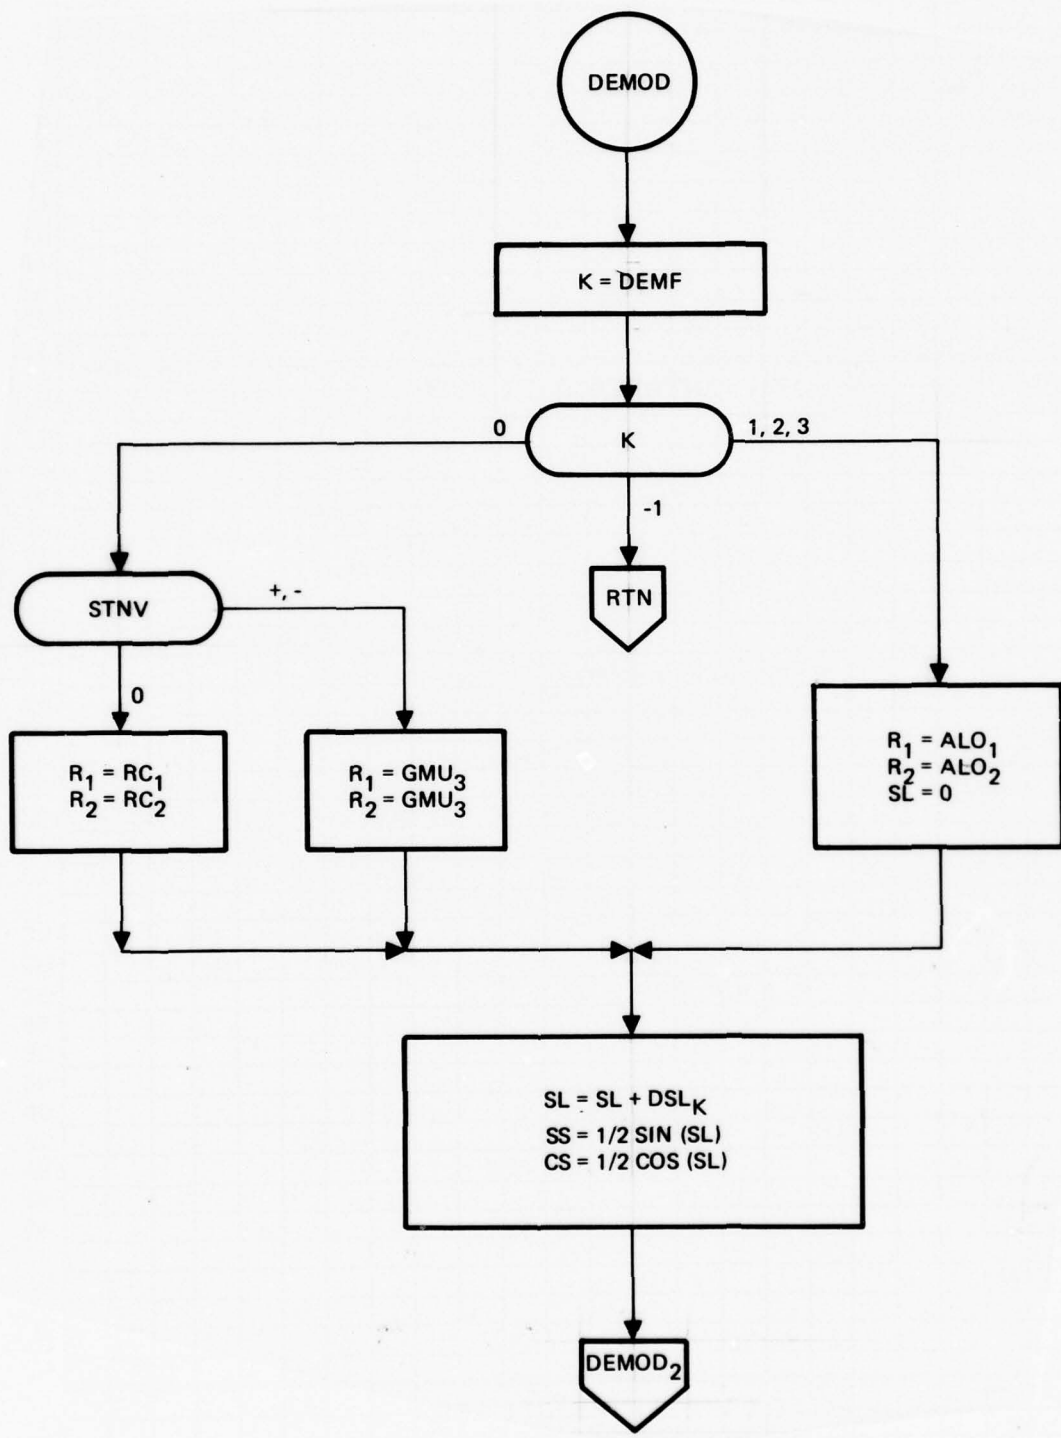 DEMOD
K = DEMF
0
K
1, 2, 3
-1
RTN
STNV
+, -
0
R₁ = RC₁
R₂ = RC₂
R₁ = GMU₃
R₂ = GMU₃
R₁ = ALO₁
R₂ = ALO₂
SL = 0
SL = SL + DSL_K
SS = 1/2 SIN (SL)
CS = 1/2 COS (SL)
DEMOD₂